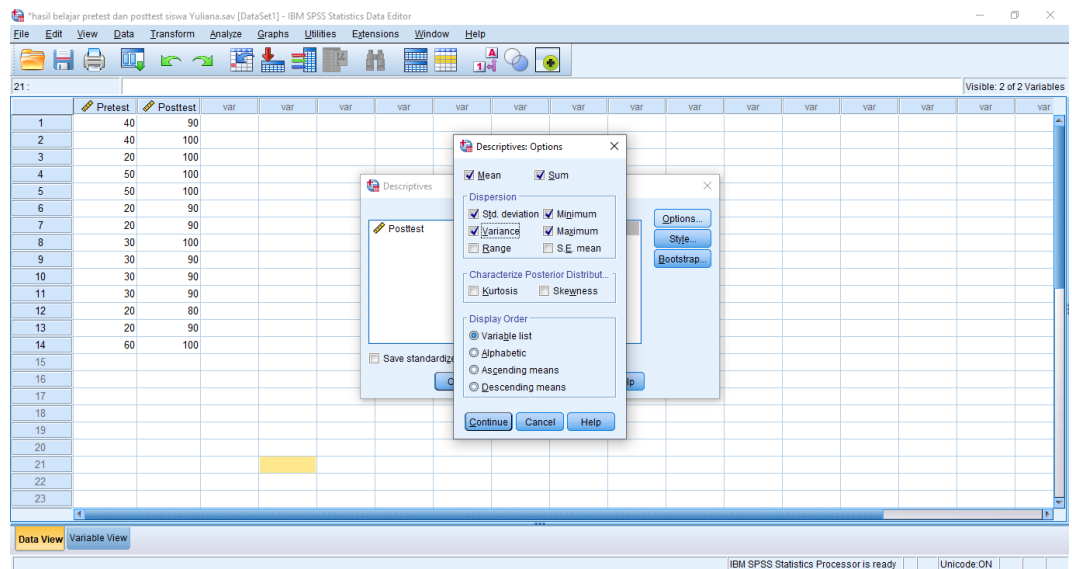 *hasil belajar pretest dan posttest siswa Yuliana.sav [DataSet1] - IBM SPSS Statistics Data Editor
File Edit View Data Transform Analyze Graphs Utilities Extensions Window Help
21 :
Visible: 2 of 2 Variables
Pretest Posttest var var var var var var var var var var var var var var var
1 40 90
2 40 100
3 20 100
4 50 100
5 50 100
6 20 90
7 20 90
8 30 100
9 30 90
10 30 90
11 30 90
12 20 80
13 20 90
14 60 100
15
16
17
18
19
20
21
22
23
Descriptives
Posttest
Options...
Style...
Bootstrap...
Save standardize
Descriptives: Options
Mean Sum
Dispersion
Std. deviation Minimum
Variance Maximum
Range S.E. mean
Characterize Posterior Distribut...
Kurtosis Skewness
Display Order
Variable list
Alphabetic
Ascending means
Descending means
Continue Cancel Help
Data View Variable View
IBM SPSS Statistics Processor is ready Unicode:ON